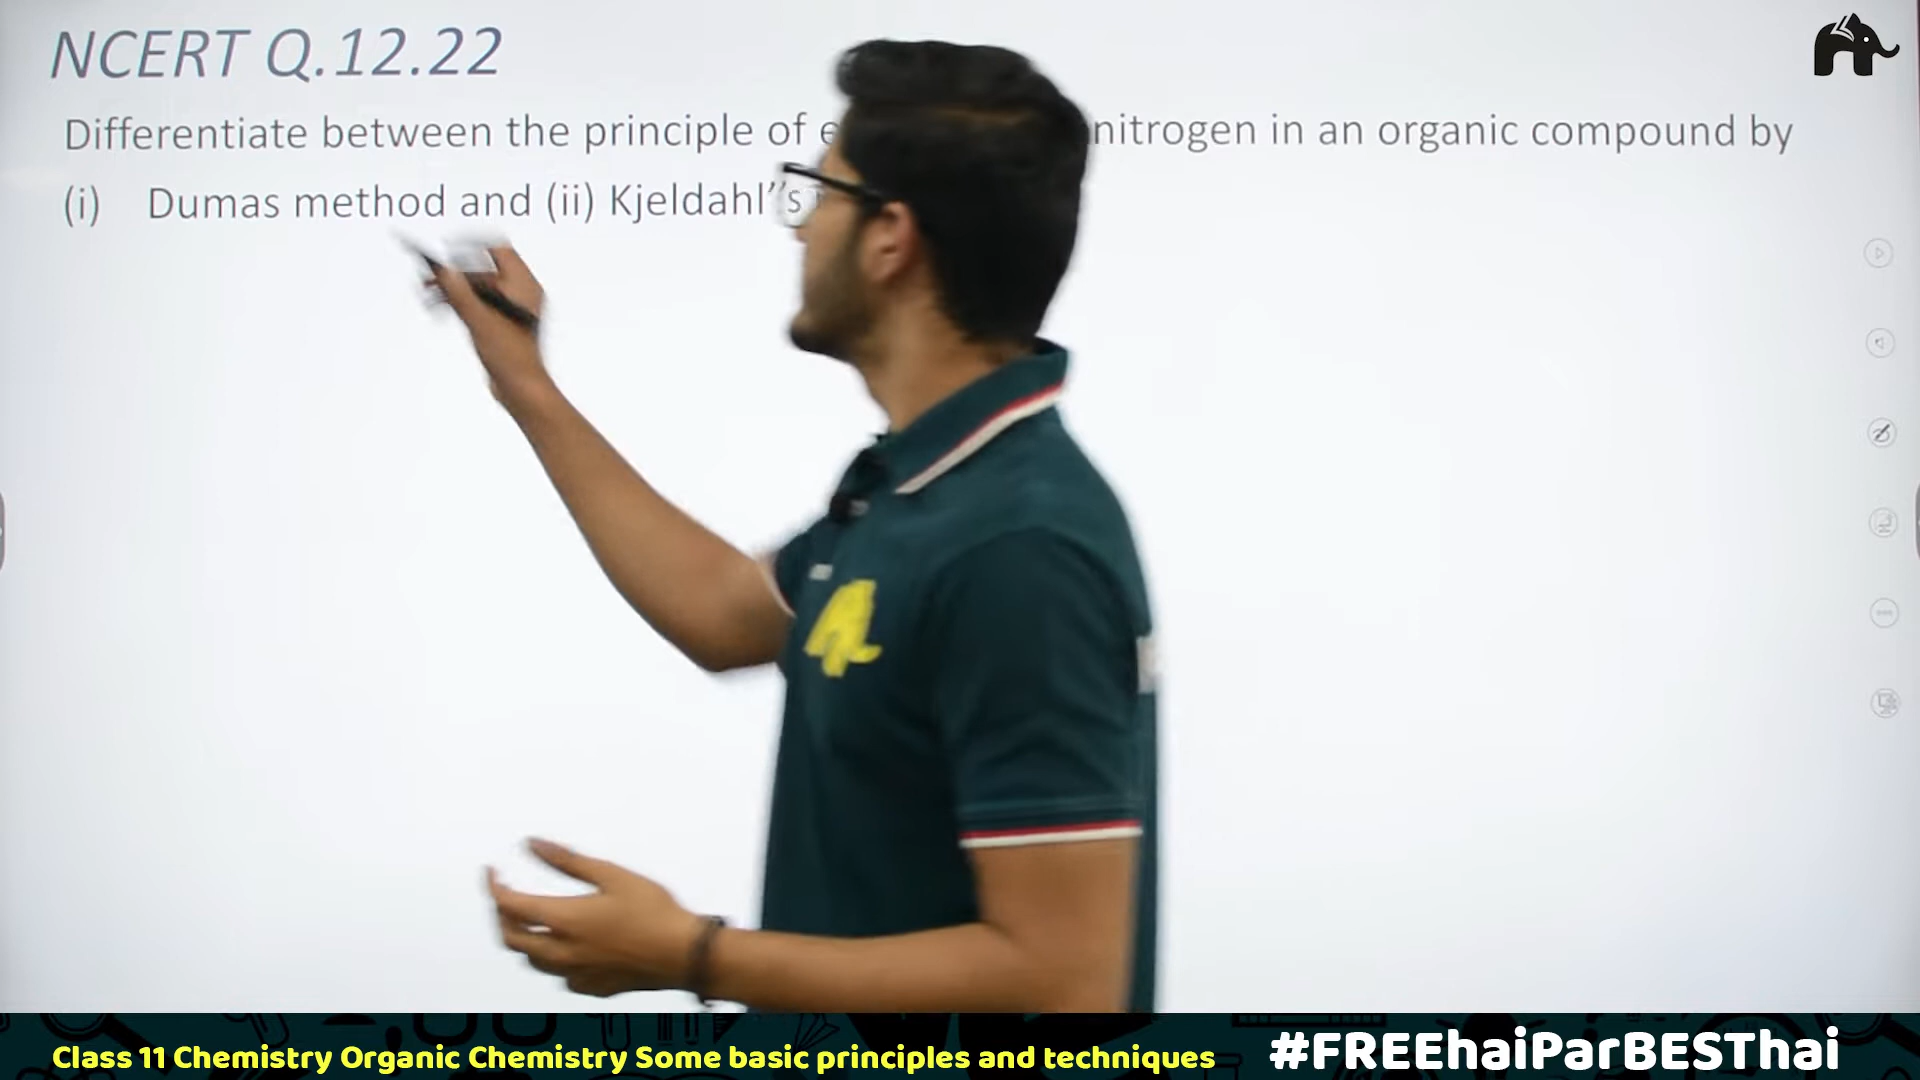 NCERT Q.12.22
Differentiate between the principle of nitrogen in an organic compound by
(i) Dumas method and (ii) Kjeldahl''s
Class 11 Chemistry Organic Chemistry Some basic principles and techniques
#FREEhaiParBESThai